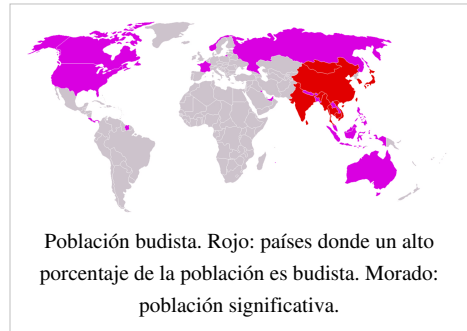 Población budista. Rojo: países donde un alto
porcentaje de la población es budista. Morado:
población significativa.